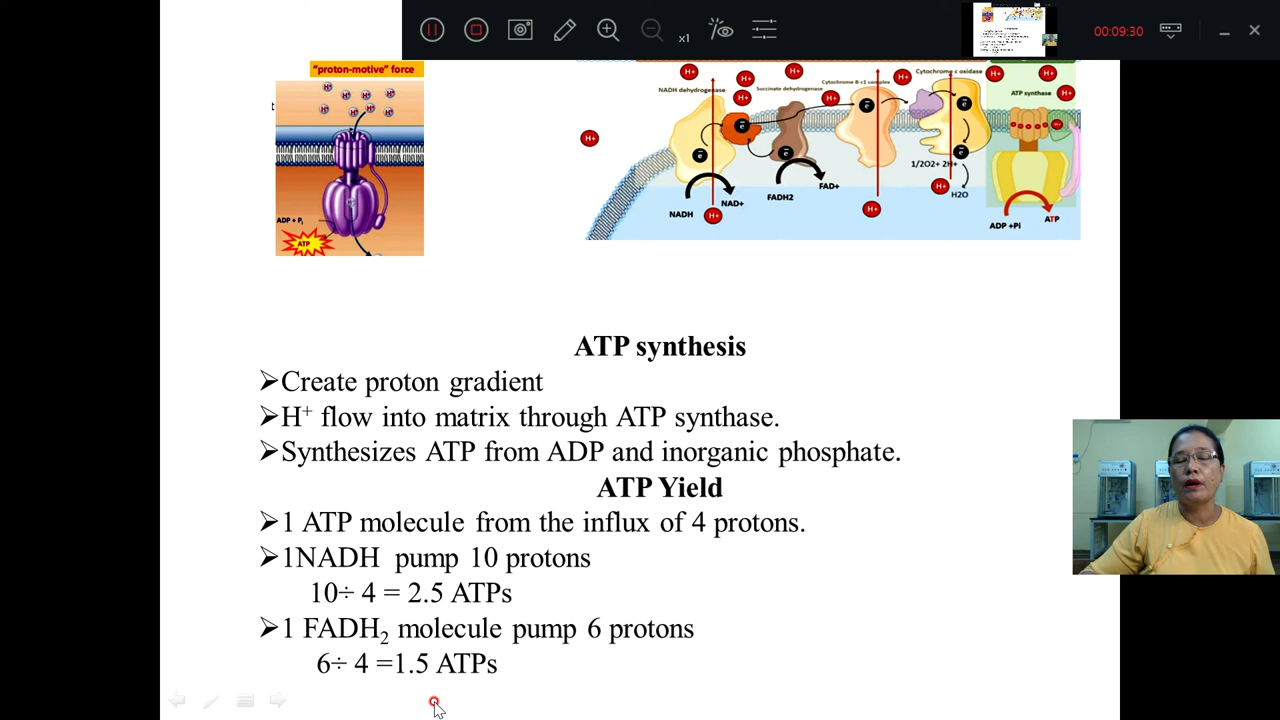 x1
00:09:30
"proton-motive" force
H+ H+ H+ H+ H+ H+ H+
ADP + Pi
ATP
H+ H+ H+ H+ H+ H+
NADH dehydrogenase
Succinate dehydrogenase
Cytochrome B-c1 complex
Cytochrome c oxidase
ATP synthase
H+ H+ H+ H+
H+
e e e e e
1/2O2+ 2H+
H+
H2O
NADH
H+
NAD+
FADH2
FAD+
H+
ADP +Pi
ATP
ATP synthesis
➢Create proton gradient
➢H⁺ flow into matrix through ATP synthase.
➢Synthesizes ATP from ADP and inorganic phosphate.
ATP Yield
➢1 ATP molecule from the influx of 4 protons.
➢1NADH pump 10 protons
10÷ 4 = 2.5 ATPs
➢1 FADH₂ molecule pump 6 protons
6÷ 4 =1.5 ATPs